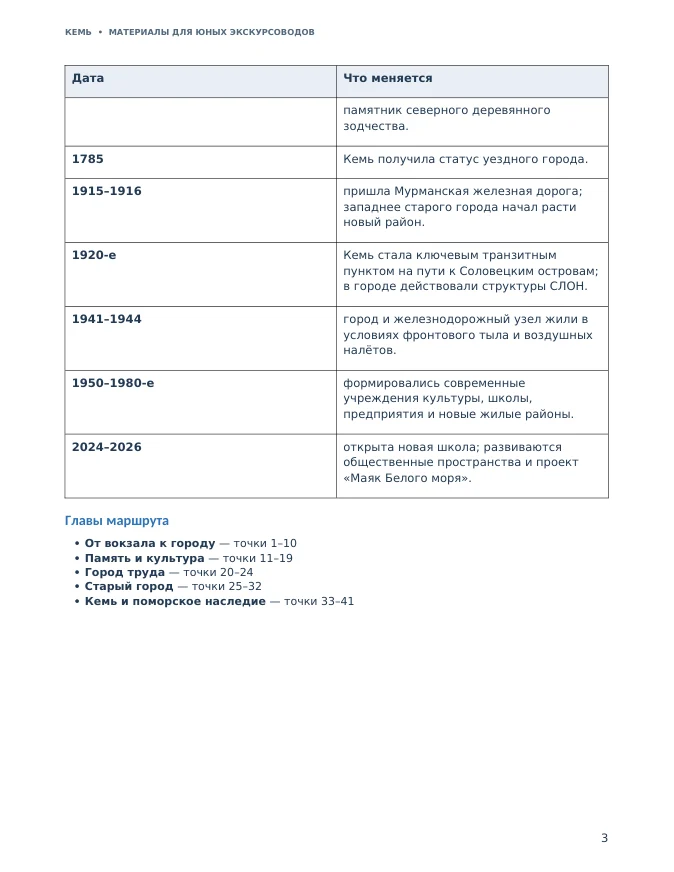 КЕМЬ • МАТЕРИАЛЫ ДЛЯ ЮНЫХ ЭКСКУРСОВОДОВ
Дата
Что меняется
памятник северного деревянного
зодчества.
1785
Кемь получила статус уездного города.
1915–1916
пришла Мурманская железная дорога;
западнее старого города начал расти
новый район.
1920-е
Кемь стала ключевым транзитным
пунктом на пути к Соловецким островам;
в городе действовали структуры СЛОН.
1941–1944
город и железнодорожный узел жили в
условиях фронтового тыла и воздушных
налётов.
1950–1980-е
формировались современные
учреждения культуры, школы,
предприятия и новые жилые районы.
2024–2026
открыта новая школа; развиваются
общественные пространства и проект
«Маяк Белого моря».
Главы маршрута
• От вокзала к городу — точки 1–10
• Память и культура — точки 11–19
• Город труда — точки 20–24
• Старый город — точки 25–32
• Кемь и поморское наследие — точки 33–41
3